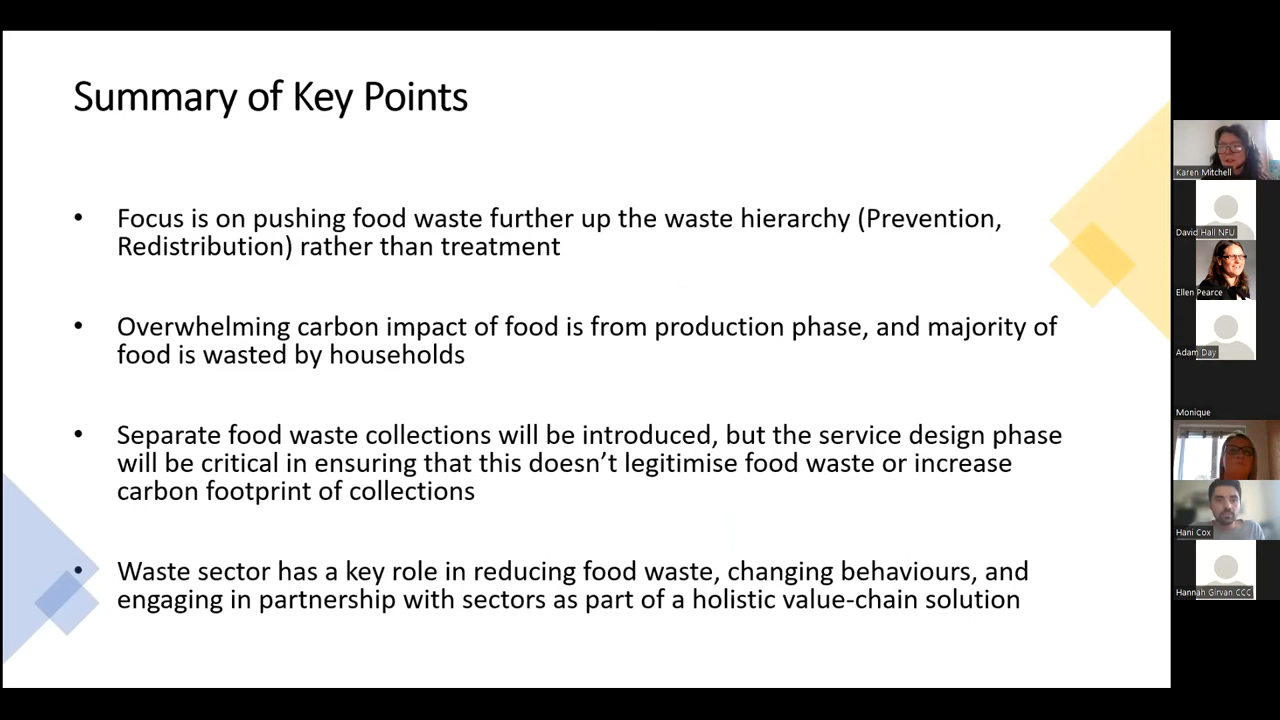 Summary of Key Points
• Focus is on pushing food waste further up the waste hierarchy (Prevention,
Redistribution) rather than treatment
• Overwhelming carbon impact of food is from production phase, and majority of
food is wasted by households
• Separate food waste collections will be introduced, but the service design phase
will be critical in ensuring that this doesn’t legitimise food waste or increase
carbon footprint of collections
• Waste sector has a key role in reducing food waste, changing behaviours, and
engaging in partnership with sectors as part of a holistic value-chain solution
Karen Mitchell
David Hall NFU
Ellen Pearce
Adam Day
Monique
Hani Cox
Hannah Girvan CCC